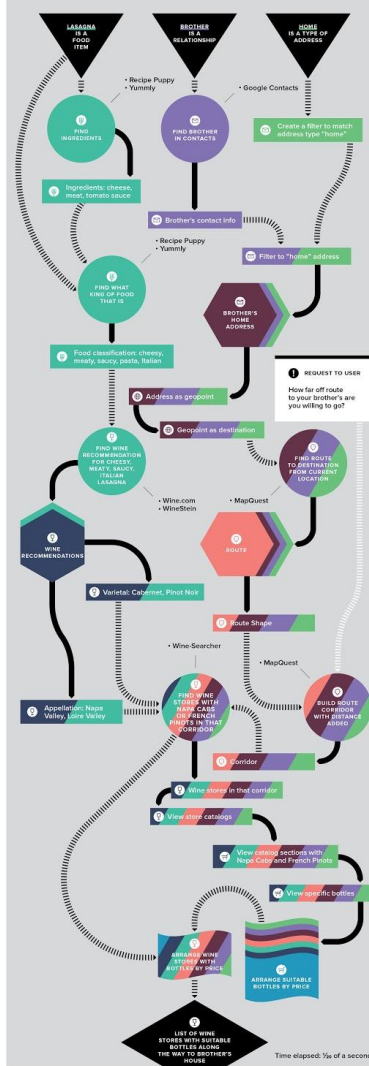 LASAGNA
IS A
FOOD
ITEM
BROTHER
IS A
RELATIONSHIP
HOME
IS A TYPE OF
ADDRESS
• Recipe Puppy
• Yummly
• Google Contacts
FIND
INGREDIENTS
FIND BROTHER
IN CONTACTS
Create a filter to match
address type "home"
Ingredients: cheese,
meat, tomato sauce
Brother's contact info
• Recipe Puppy
• Yummly
Filter to "home" address
FIND WHAT
KING OF FOOD
THAT IS
BROTHER'S
HOME
ADDRESS
Food classification: cheesy,
meaty, saucy, pasta, Italian
REQUEST TO USER
How far off route
to your brother's are
you willing to go?
Address as geopoint
Geopoint as destination
FIND WINE
RECOMMENDATION
FOR CHEESY,
MEATY, SAUCY,
ITALIAN
LASAGNA
FIND ROUTE
TO DESTINATION
FROM CURRENT
LOCATION
• Wine.com
• WineStein
• MapQuest
WINE
RECOMMENDATIONS
ROUTE
Varietal: Cabernet, Pinot Noir
Route Shape
• Wine-Searcher
• MapQuest
Appellation: Napa
Valley, Loire Valley
FIND WINE
STORES WITH
NAPA CABS
OR FRENCH
PINOTS IN THAT
CORRIDOR
BUILD ROUTE
CORRIDOR
WITH DISTANCE
ADDED
Corridor
Wine stores in that corridor
View store catalogs
View catalog sections with
Napa Cabs and French Pinots
View specific bottles
ARRANGE WINE
STORES WITH
BOTTLES BY PRICE
ARRANGE SUITABLE
BOTTLES BY PRICE
LIST OF WINE
STORES WITH SUITABLE
BOTTLES ALONG
THE WAY TO BROTHER'S
HOUSE
Time elapsed: 1/20 of a second